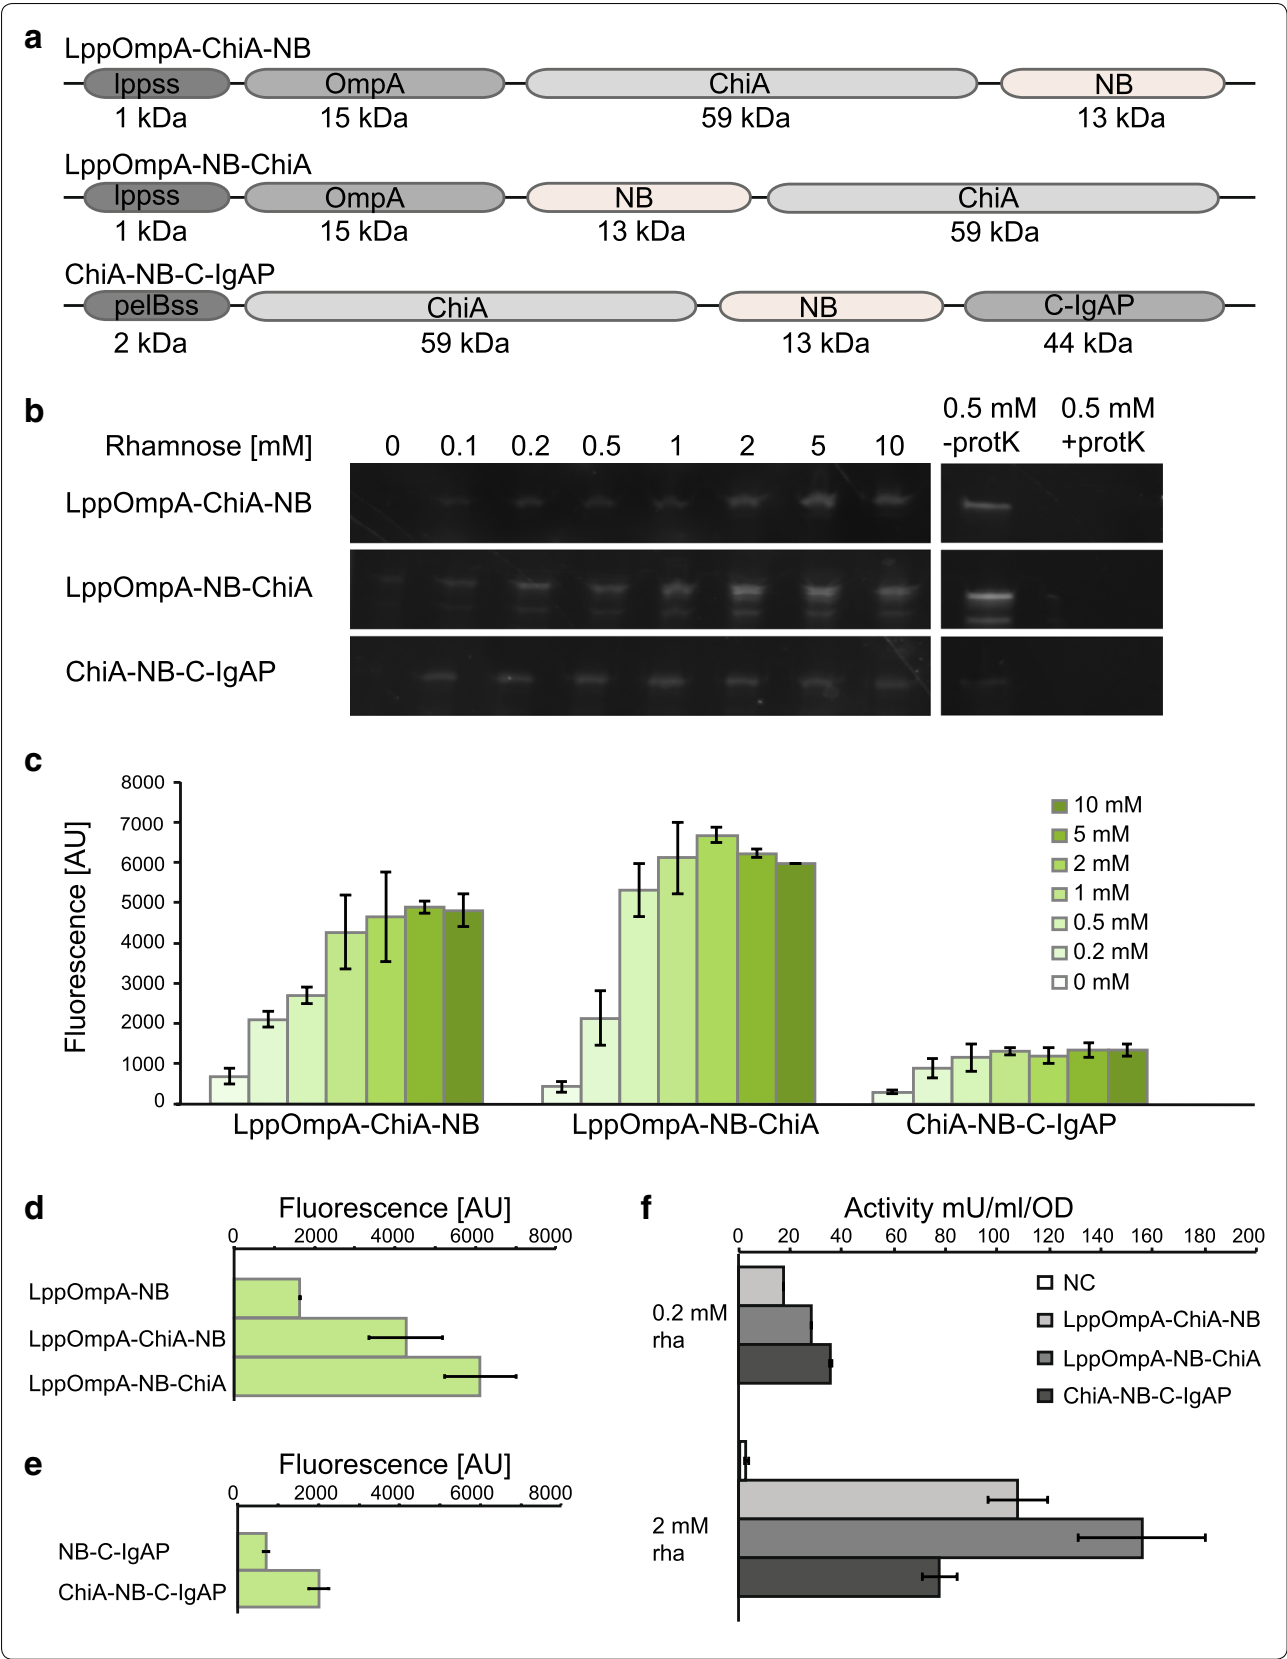 a
LppOmpA-ChiA-NB
lppss OmpA ChiA NB
1 kDa 15 kDa 59 kDa 13 kDa
LppOmpA-NB-ChiA
lppss OmpA NB ChiA
1 kDa 15 kDa 13 kDa 59 kDa
ChiA-NB-C-IgAP
pelBss ChiA NB C-IgAP
2 kDa 59 kDa 13 kDa 44 kDa
b
0.5 mM 0.5 mM
Rhamnose [mM] 0 0.1 0.2 0.5 1 2 5 10 -protK +protK
LppOmpA-ChiA-NB
LppOmpA-NB-ChiA
ChiA-NB-C-IgAP
c
Fluorescence [AU]
8000
7000
6000
5000
4000
3000
2000
1000
0
10 mM
5 mM
2 mM
1 mM
0.5 mM
0.2 mM
0 mM
LppOmpA-ChiA-NB LppOmpA-NB-ChiA ChiA-NB-C-IgAP
d
Fluorescence [AU]
0 2000 4000 6000 8000
LppOmpA-NB
LppOmpA-ChiA-NB
LppOmpA-NB-ChiA
e
Fluorescence [AU]
0 2000 4000 6000 8000
NB-C-IgAP
ChiA-NB-C-IgAP
f
Activity mU/ml/OD
0 20 40 60 80 100 120 140 160 180 200
0.2 mM
rha
NC
LppOmpA-ChiA-NB
LppOmpA-NB-ChiA
ChiA-NB-C-IgAP
2 mM
rha